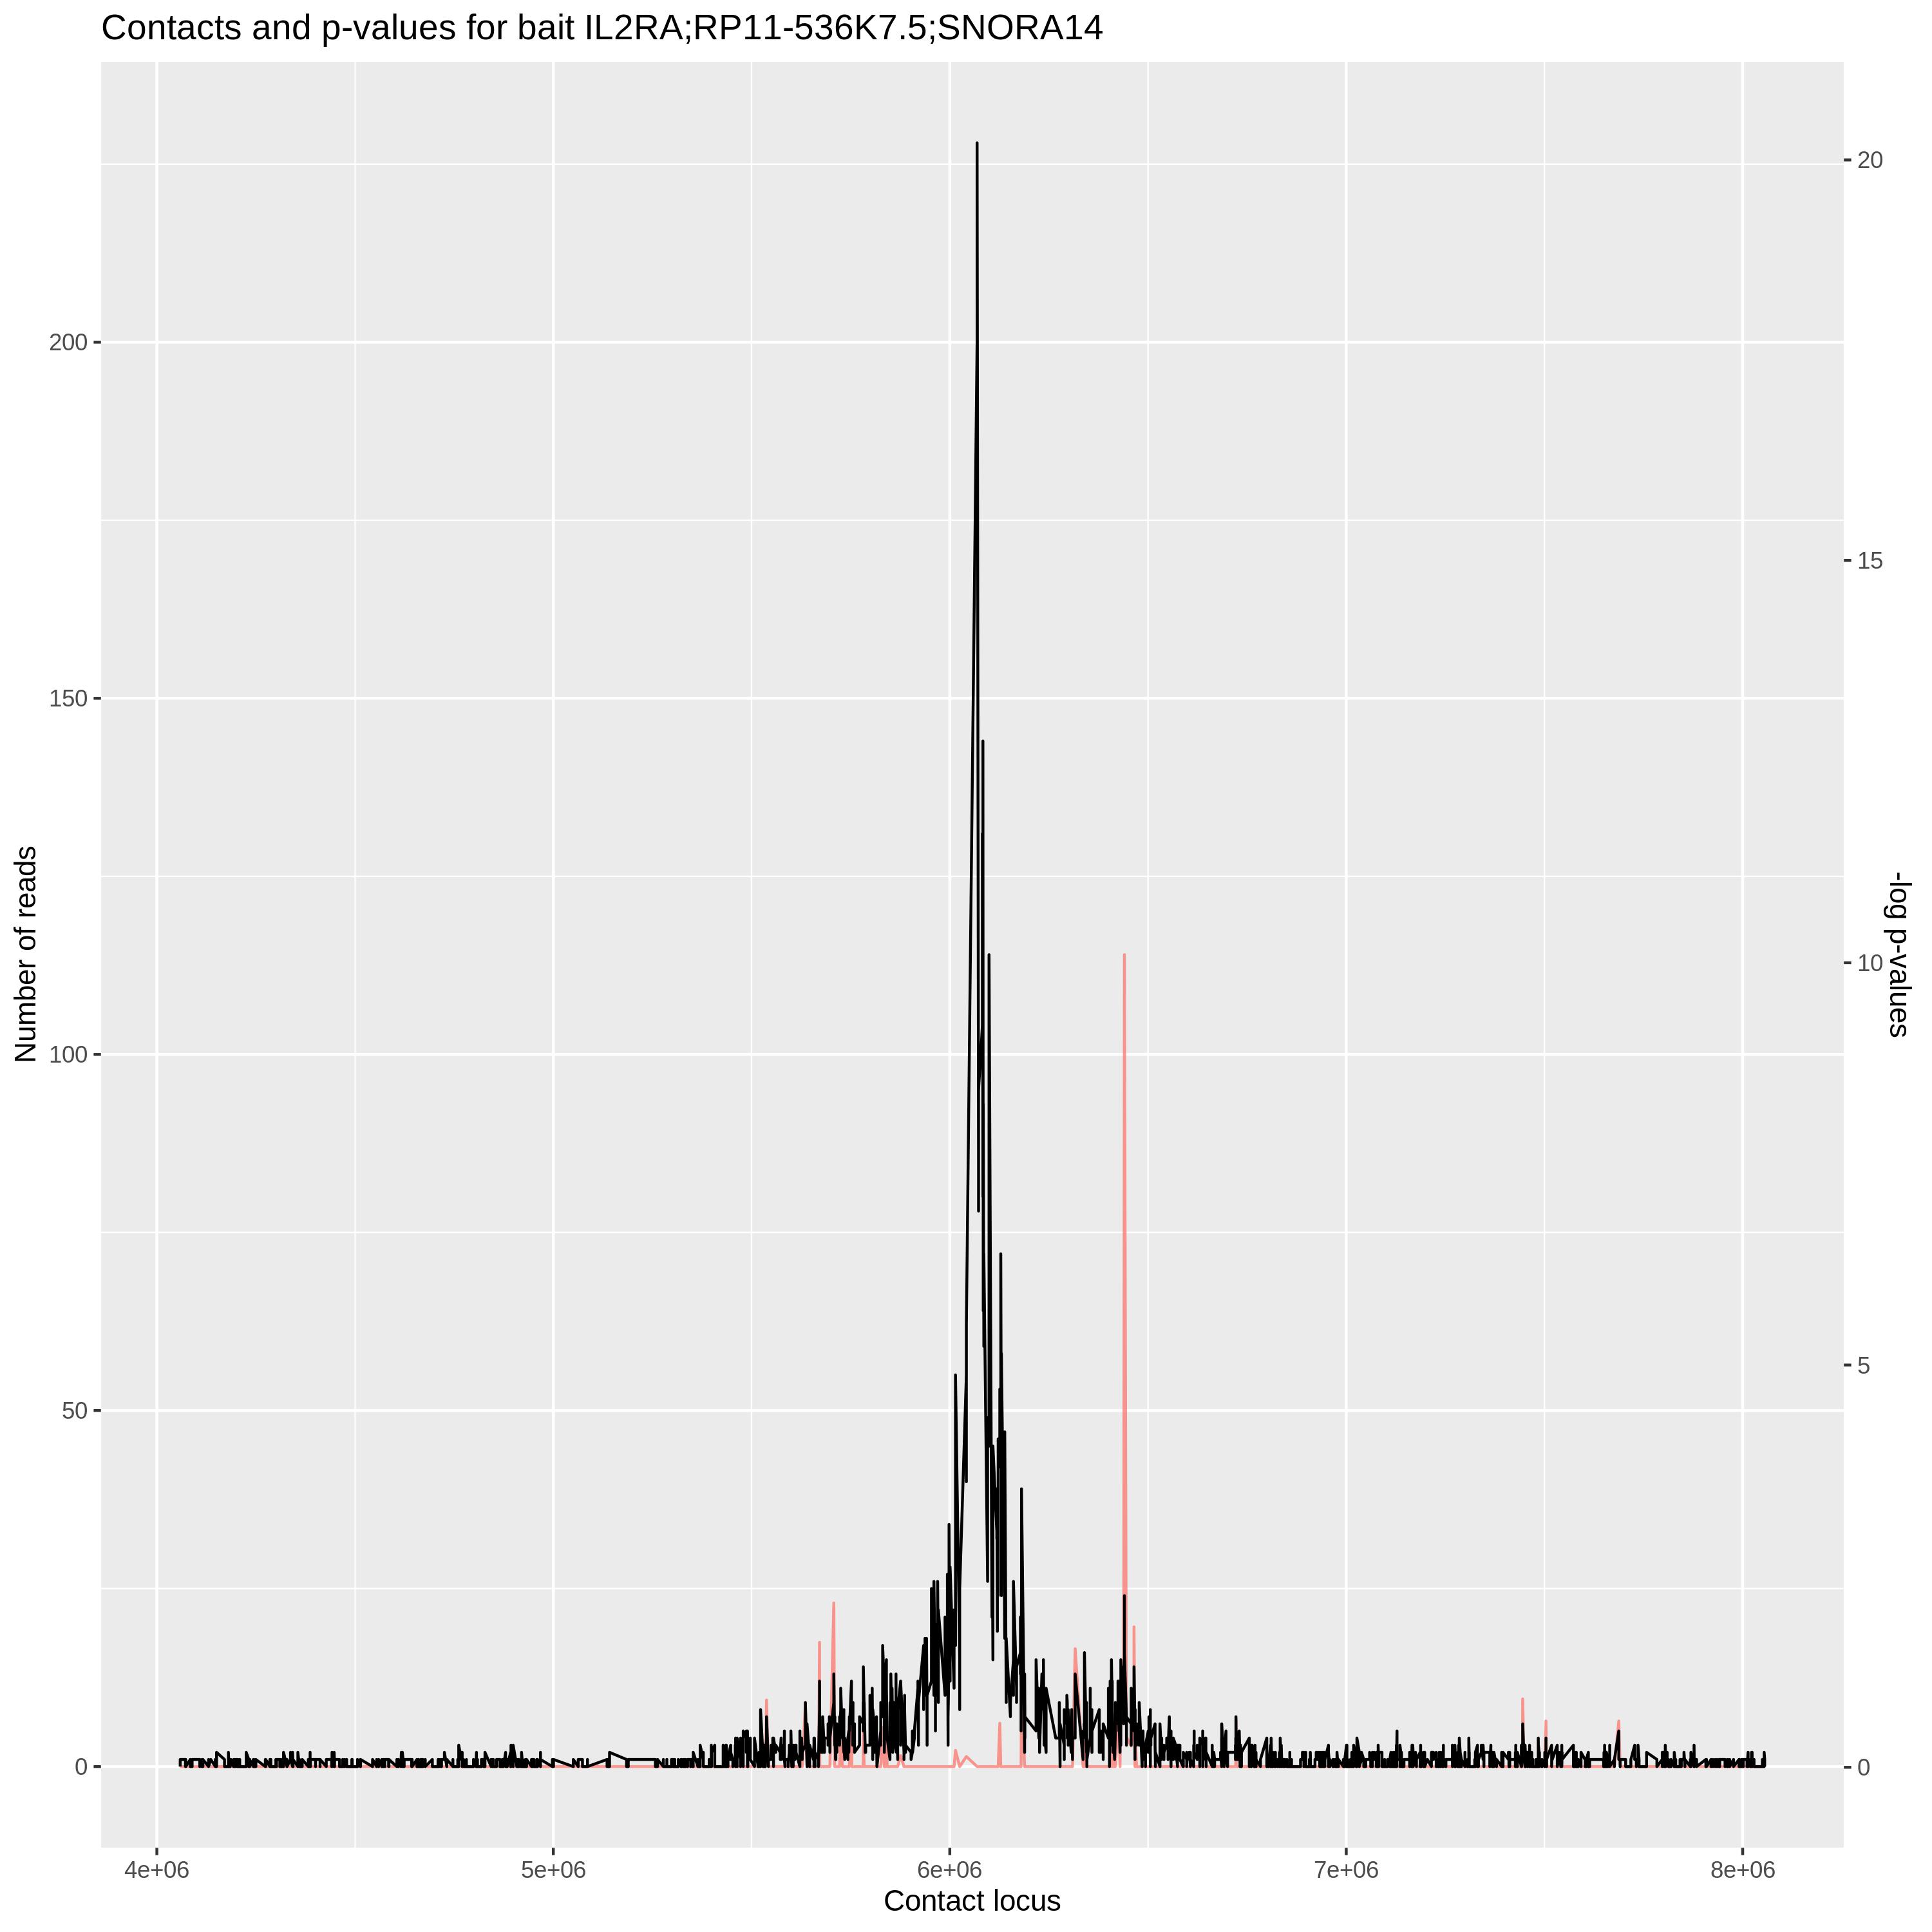 Contacts and p-values for bait IL2RA;RP11-536K7.5;SNORA14
Number of reads
200
150
100
50
0
20
15
10
5
0
-log p-values
4e+06 5e+06 6e+06 7e+06 8e+06
Contact locus